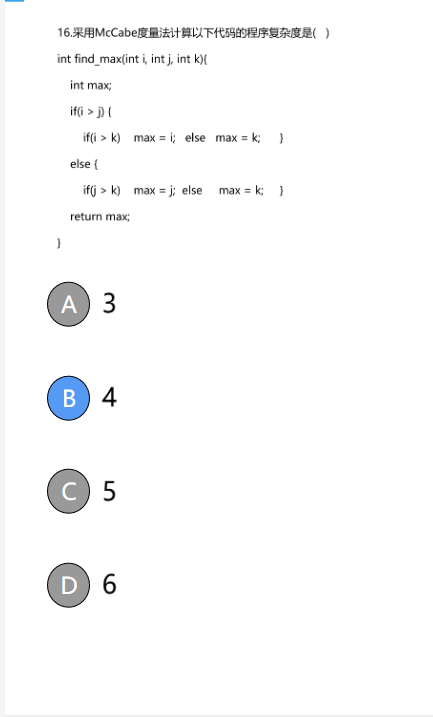 16.采用McCabe度量法计算以下代码的程序复杂度是( )
int find_max(int i, int j, int k){
int max;
if(i > j) {
if(i > k) max = i; else max = k; }
else {
if(j > k) max = j; else max = k; }
return max;
}
A 3
B 4
C 5
D 6